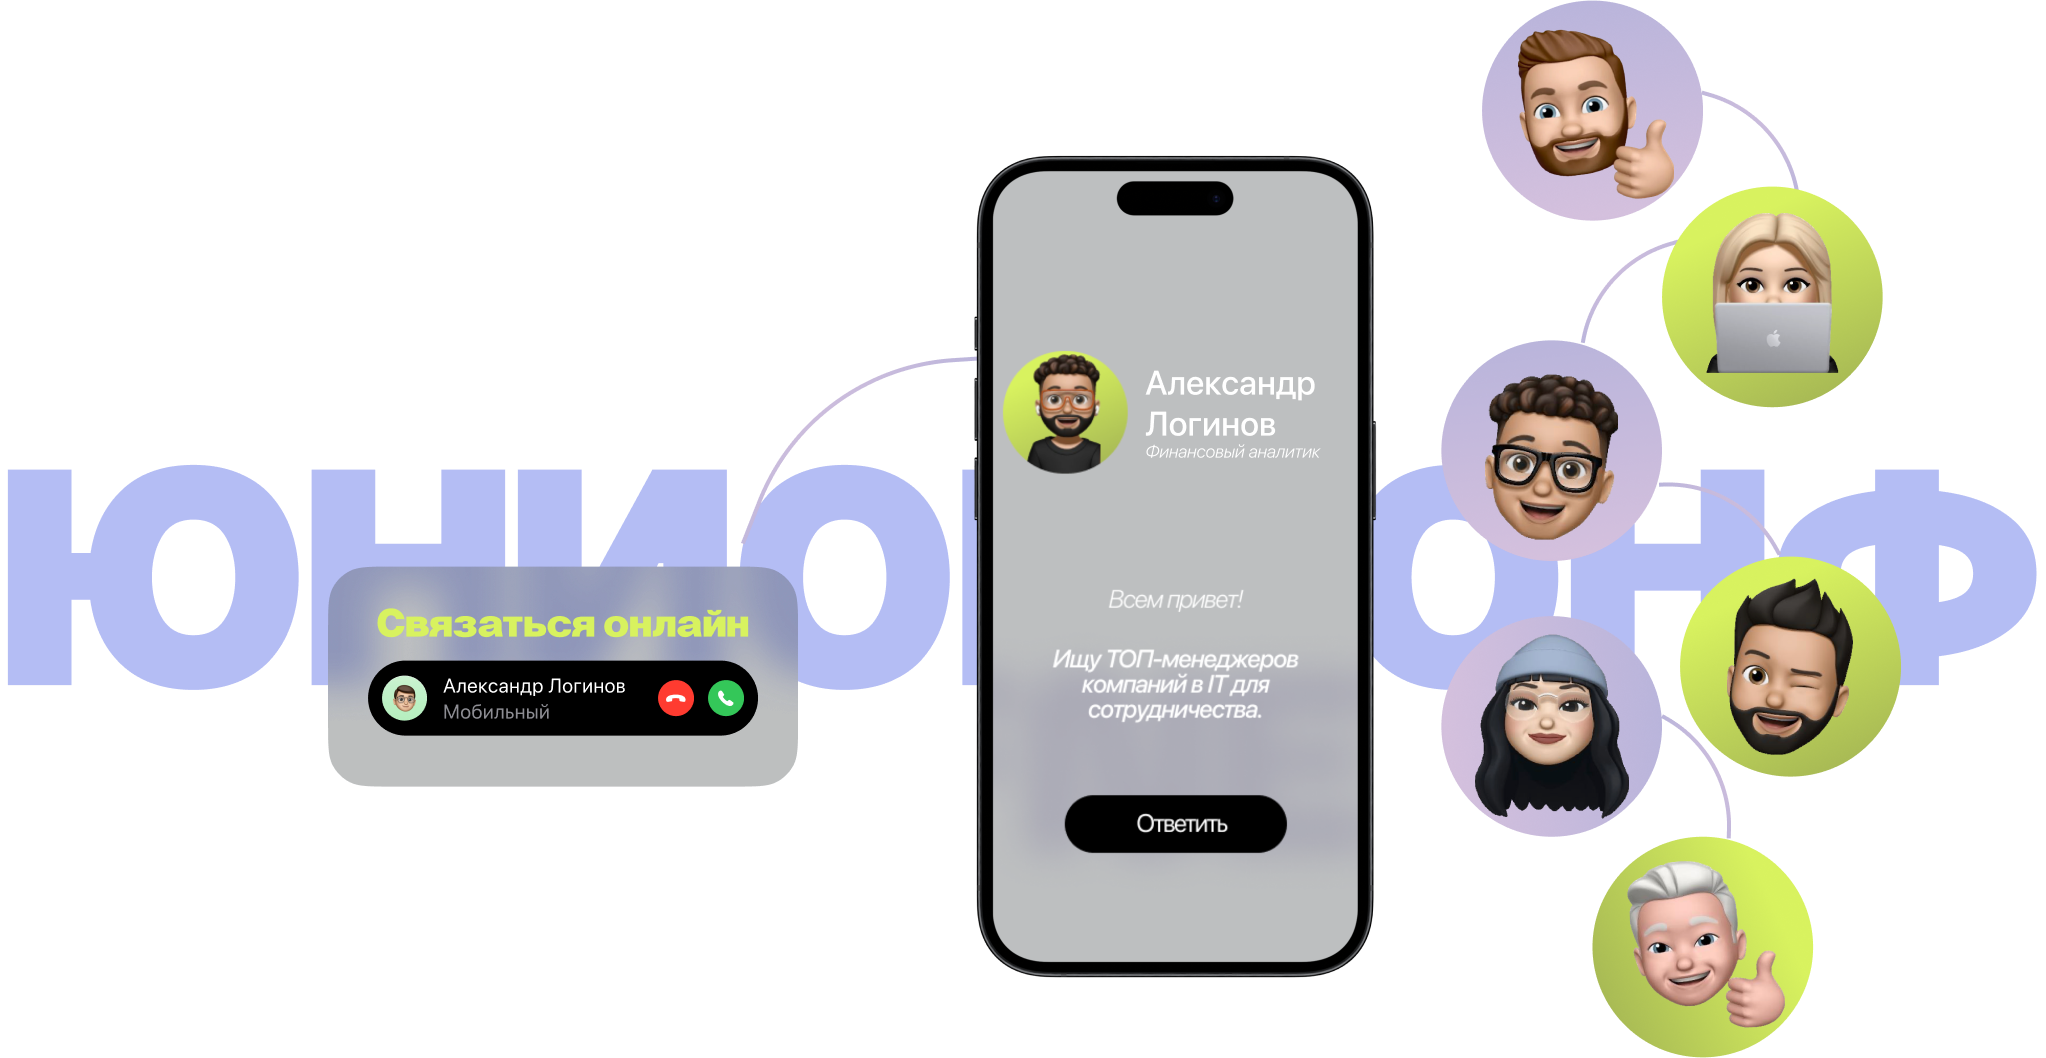 ЮНИО ОНФ
Связаться онлайн
Александр Логинов
Мобильный
Александр
Логинов
Финансовый аналитик
Всем привет!
Ищу ТОП-менеджеров
компаний в IT для
сотрудничества.
Ответить